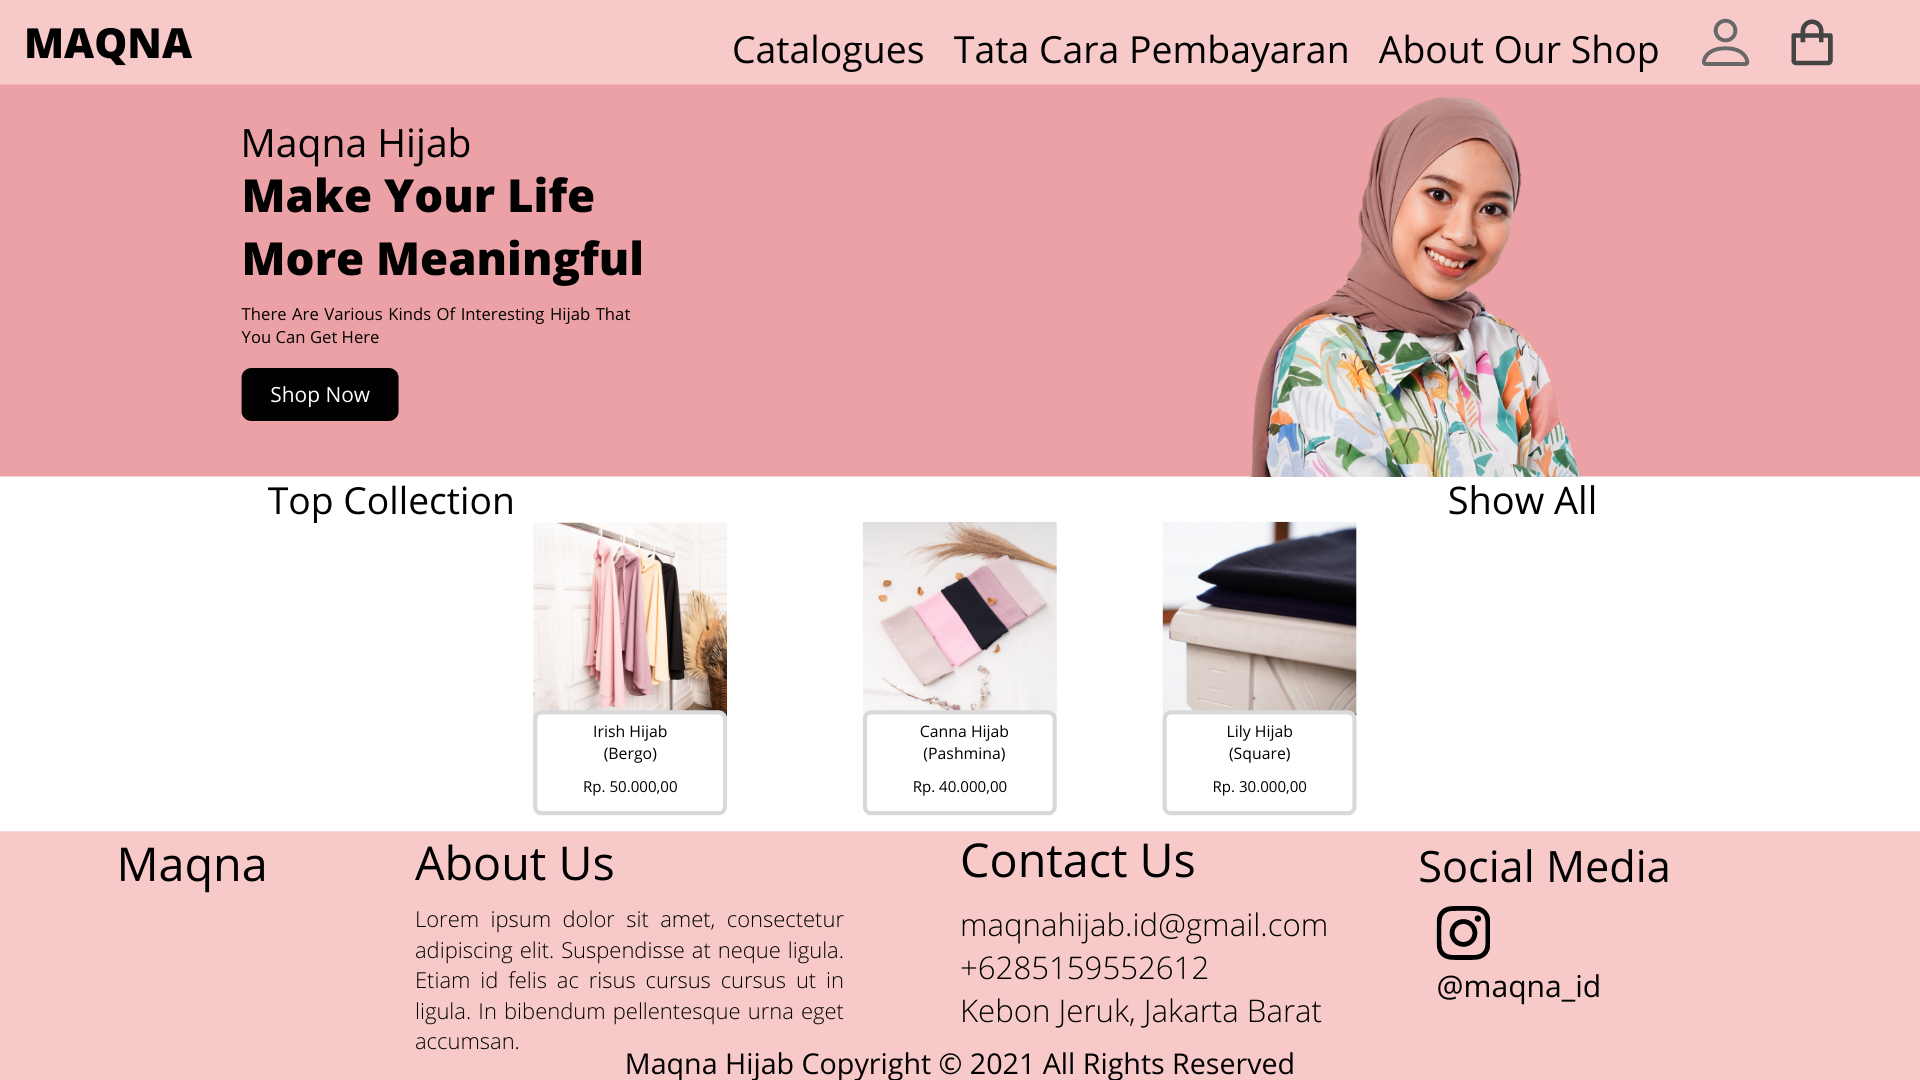 MAQNA
Catalogues
Tata Cara Pembayaran
About Our Shop
Maqna Hijab
Make Your Life
More Meaningful
There Are Various Kinds Of Interesting Hijab That
You Can Get Here
Shop Now
Top Collection
Show All
Irish Hijab
(Bergo)
Rp. 50.000,00
Canna Hijab
(Pashmina)
Rp. 40.000,00
Lily Hijab
(Square)
Rp. 30.000,00
Maqna
About Us
Lorem ipsum dolor sit amet, consectetur
adipiscing elit. Suspendisse at neque ligula.
Etiam id felis ac risus cursus cursus ut in
ligula. In bibendum pellentesque urna eget
accumsan.
Contact Us
maqnahijab.id@gmail.com
+6285159552612
Kebon Jeruk, Jakarta Barat
Social Media
@maqna_id
Maqna Hijab Copyright © 2021 All Rights Reserved